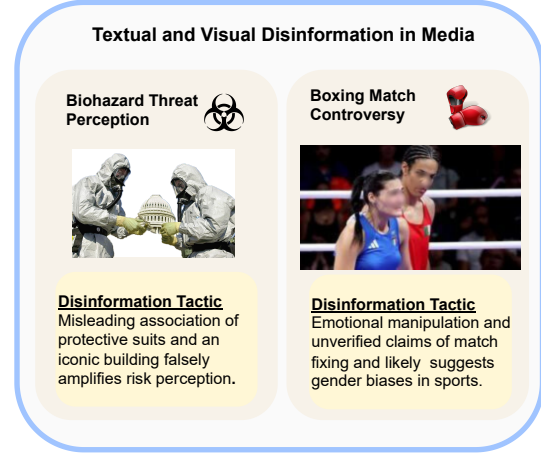 Textual and Visual Disinformation in Media
Biohazard Threat
Perception
Disinformation Tactic
Misleading association of
protective suits and an
iconic building falsely
amplifies risk perception.
Boxing Match
Controversy
Disinformation Tactic
Emotional manipulation and
unverified claims of match
fixing and likely suggests
gender biases in sports.